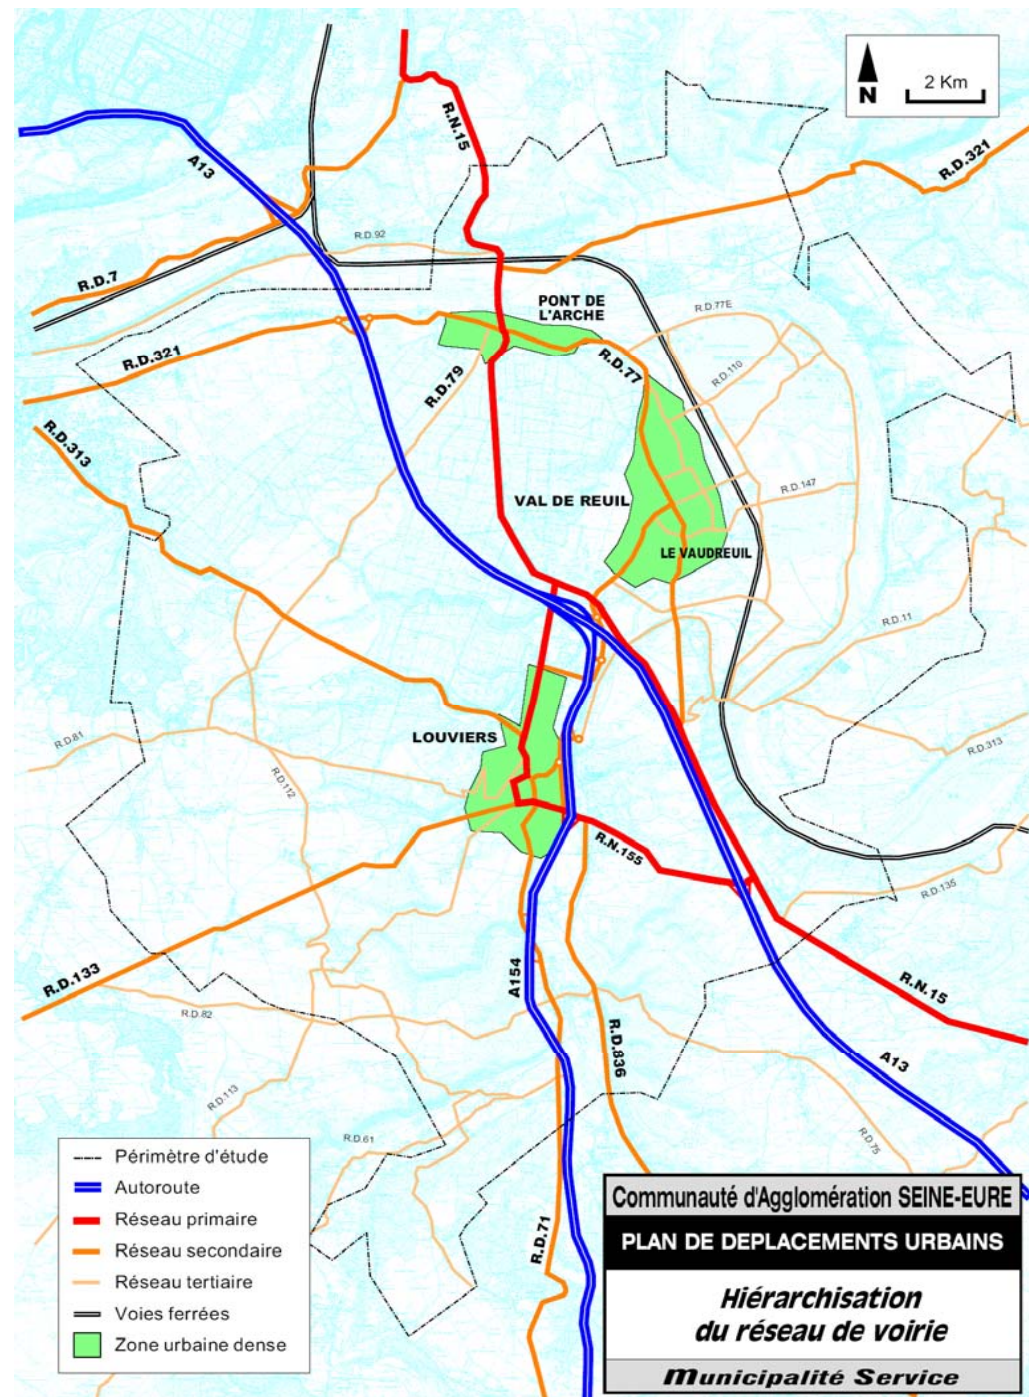 N
2 Km
R.N.15
R.D.321
A13
R.D.92
R.D.7
R.D.77E
PONT DE
L'ARCHE
R.D.321
R.D.79
R.D.77
R.D.110
R.D.313
R.D.147
VAL DE REUIL
LE VAUDREUIL
R.D.11
R.D.81
LOUVIERS
R.D.313
R.D.112
R.N.155
R.D.135
R.D.133
A154
R.N.15
R.D.82
R.D.836
A13
R.D.113
R.D.61
R.D.75
R.D.71
Périmètre d'étude
Autoroute
Réseau primaire
Réseau secondaire
Réseau tertiaire
Voies ferrées
Zone urbaine dense
Communauté d'Agglomération SEINE-EURE
PLAN DE DEPLACEMENTS URBAINS
Hiérarchisation
du réseau de voirie
Municipalité Service